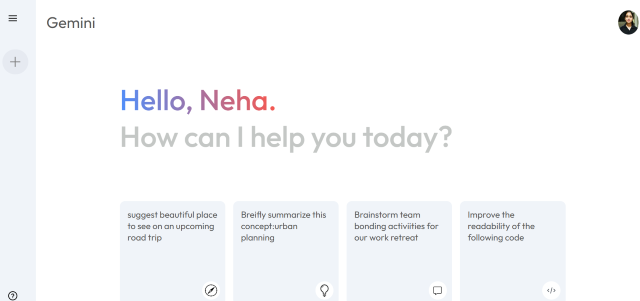 Gemini
Hello, Neha.
How can I help you today?
suggest beautiful place
to see on an upcoming
road trip
Breifly summarize this
concept:urban
planning
Brainstorm team
bonding activiities for
our work retreat
Improve the
readability of the
following code